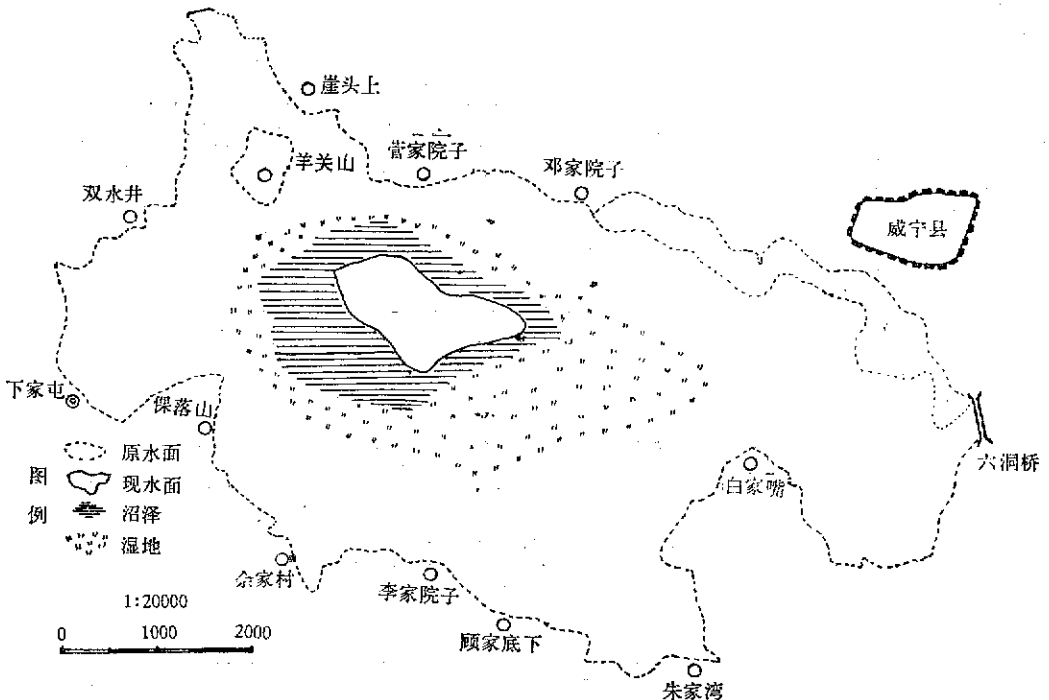 崖头上
羊关山
营家院子
邓家院子
双水井
威宁县
下家屯
倮落山
六洞桥
白家嘴
图例
原水面
现水面
沼泽
湿地
余家村
李家院子
顾家底下
朱家湾
1:20000
0 1000 2000